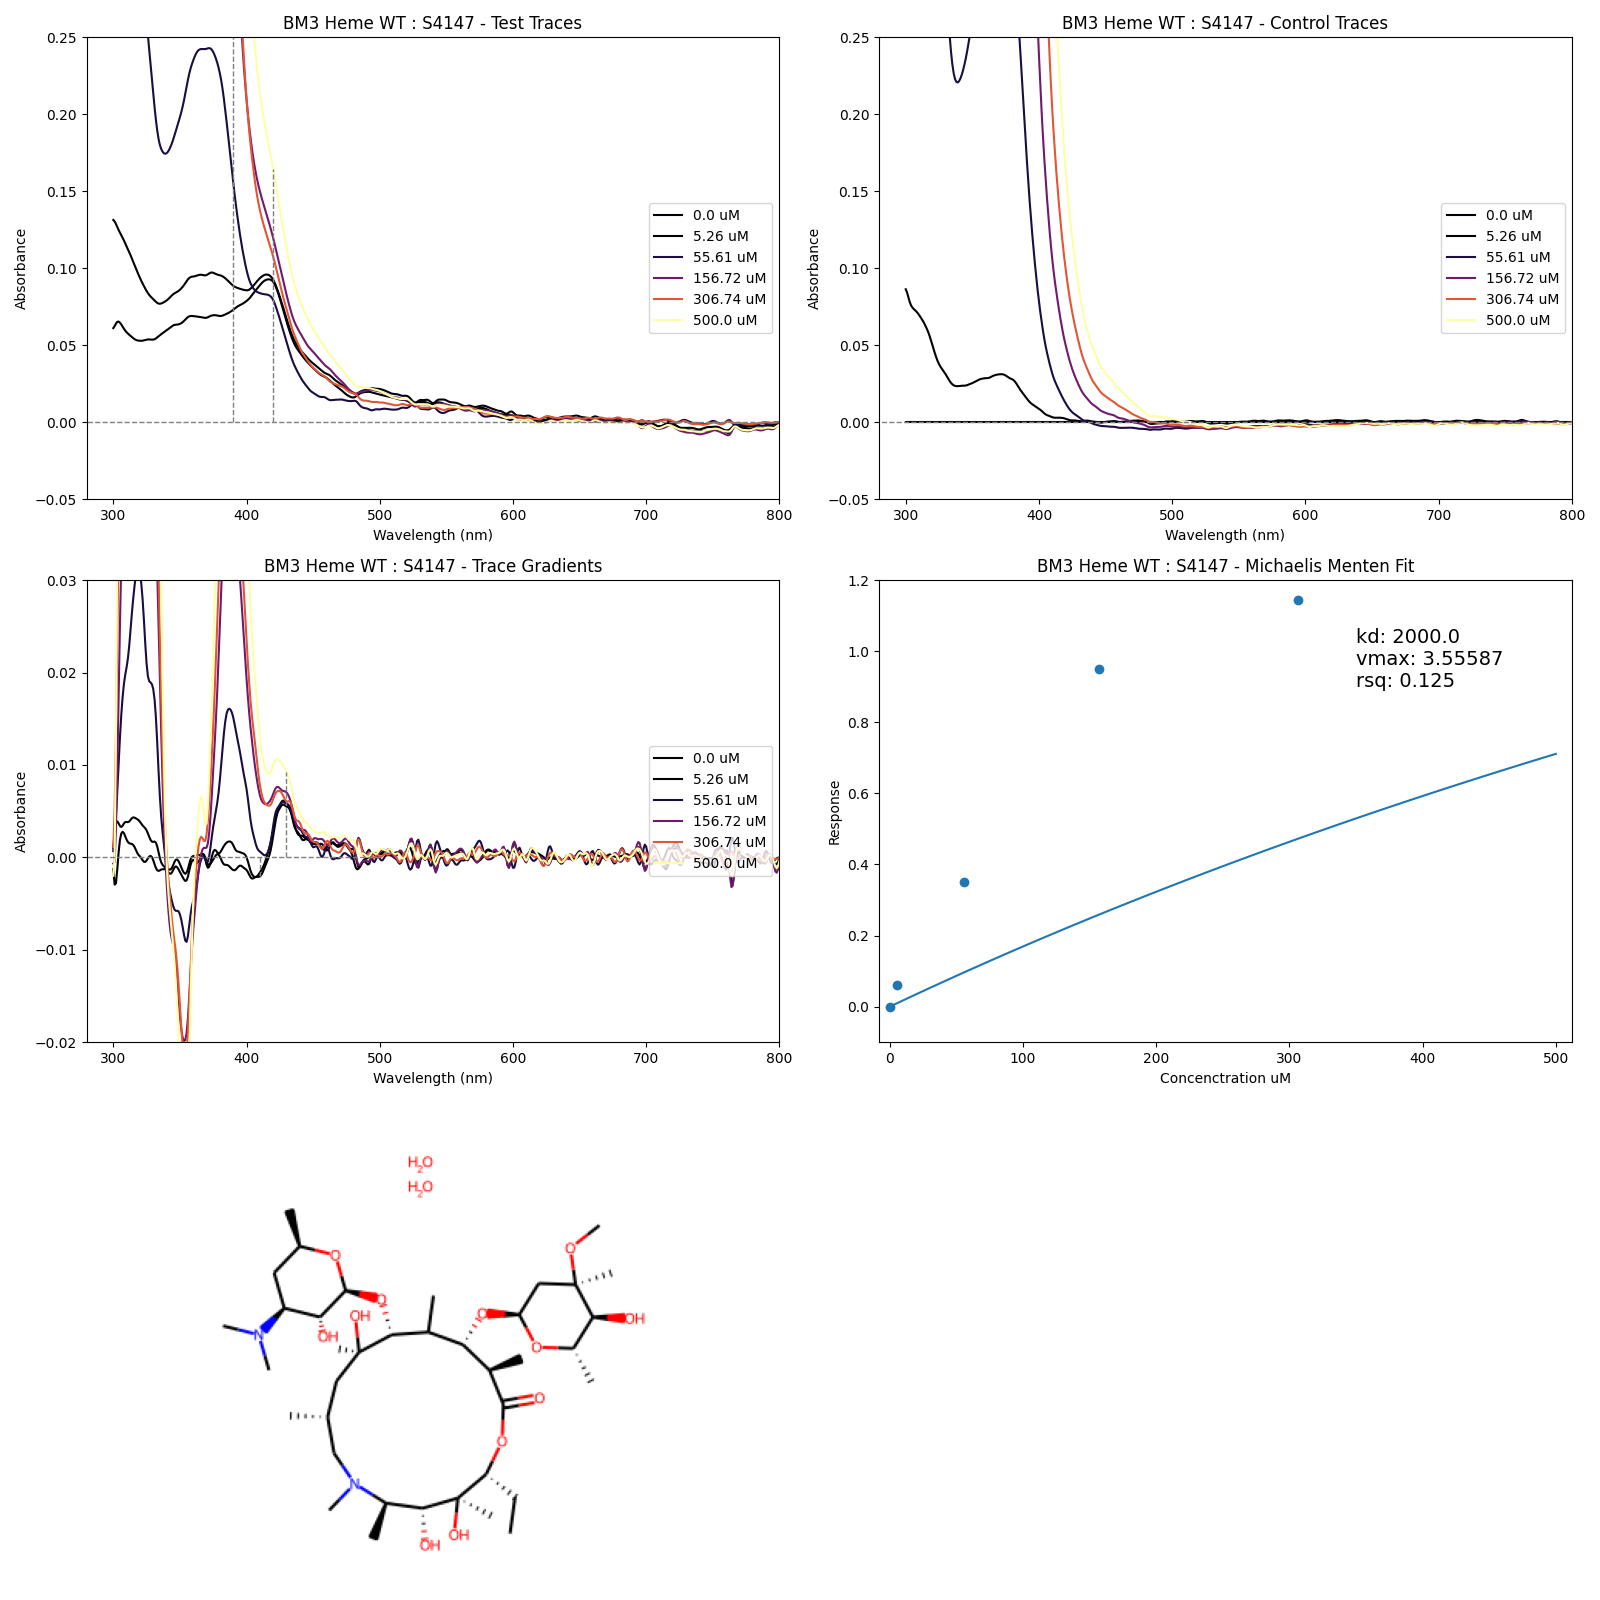 BM3 Heme WT : S4147 - Test Traces
0.25
0.20
0.15
0.10
0.05
0.00
−0.05
Absorbance
300 400 500 600 700 800
Wavelength (nm)
0.0 uM
5.26 uM
55.61 uM
156.72 uM
306.74 uM
500.0 uM
BM3 Heme WT : S4147 - Control Traces
0.25
0.20
0.15
0.10
0.05
0.00
−0.05
Absorbance
300 400 500 600 700 800
Wavelength (nm)
0.0 uM
5.26 uM
55.61 uM
156.72 uM
306.74 uM
500.0 uM
BM3 Heme WT : S4147 - Trace Gradients
0.03
0.02
0.01
0.00
−0.01
−0.02
Absorbance
300 400 500 600 700 800
Wavelength (nm)
0.0 uM
5.26 uM
55.61 uM
156.72 uM
306.74 uM
500.0 uM
BM3 Heme WT : S4147 - Michaelis Menten Fit
1.2
1.0
0.8
0.6
0.4
0.2
0.0
Response
0 100 200 300 400 500
Concenctration uM
kd: 2000.0
vmax: 3.55587
rsq: 0.125
H2O
H2O
O
O
O
OH
O
OH
N
OH
O
O
O
N
OH
OH